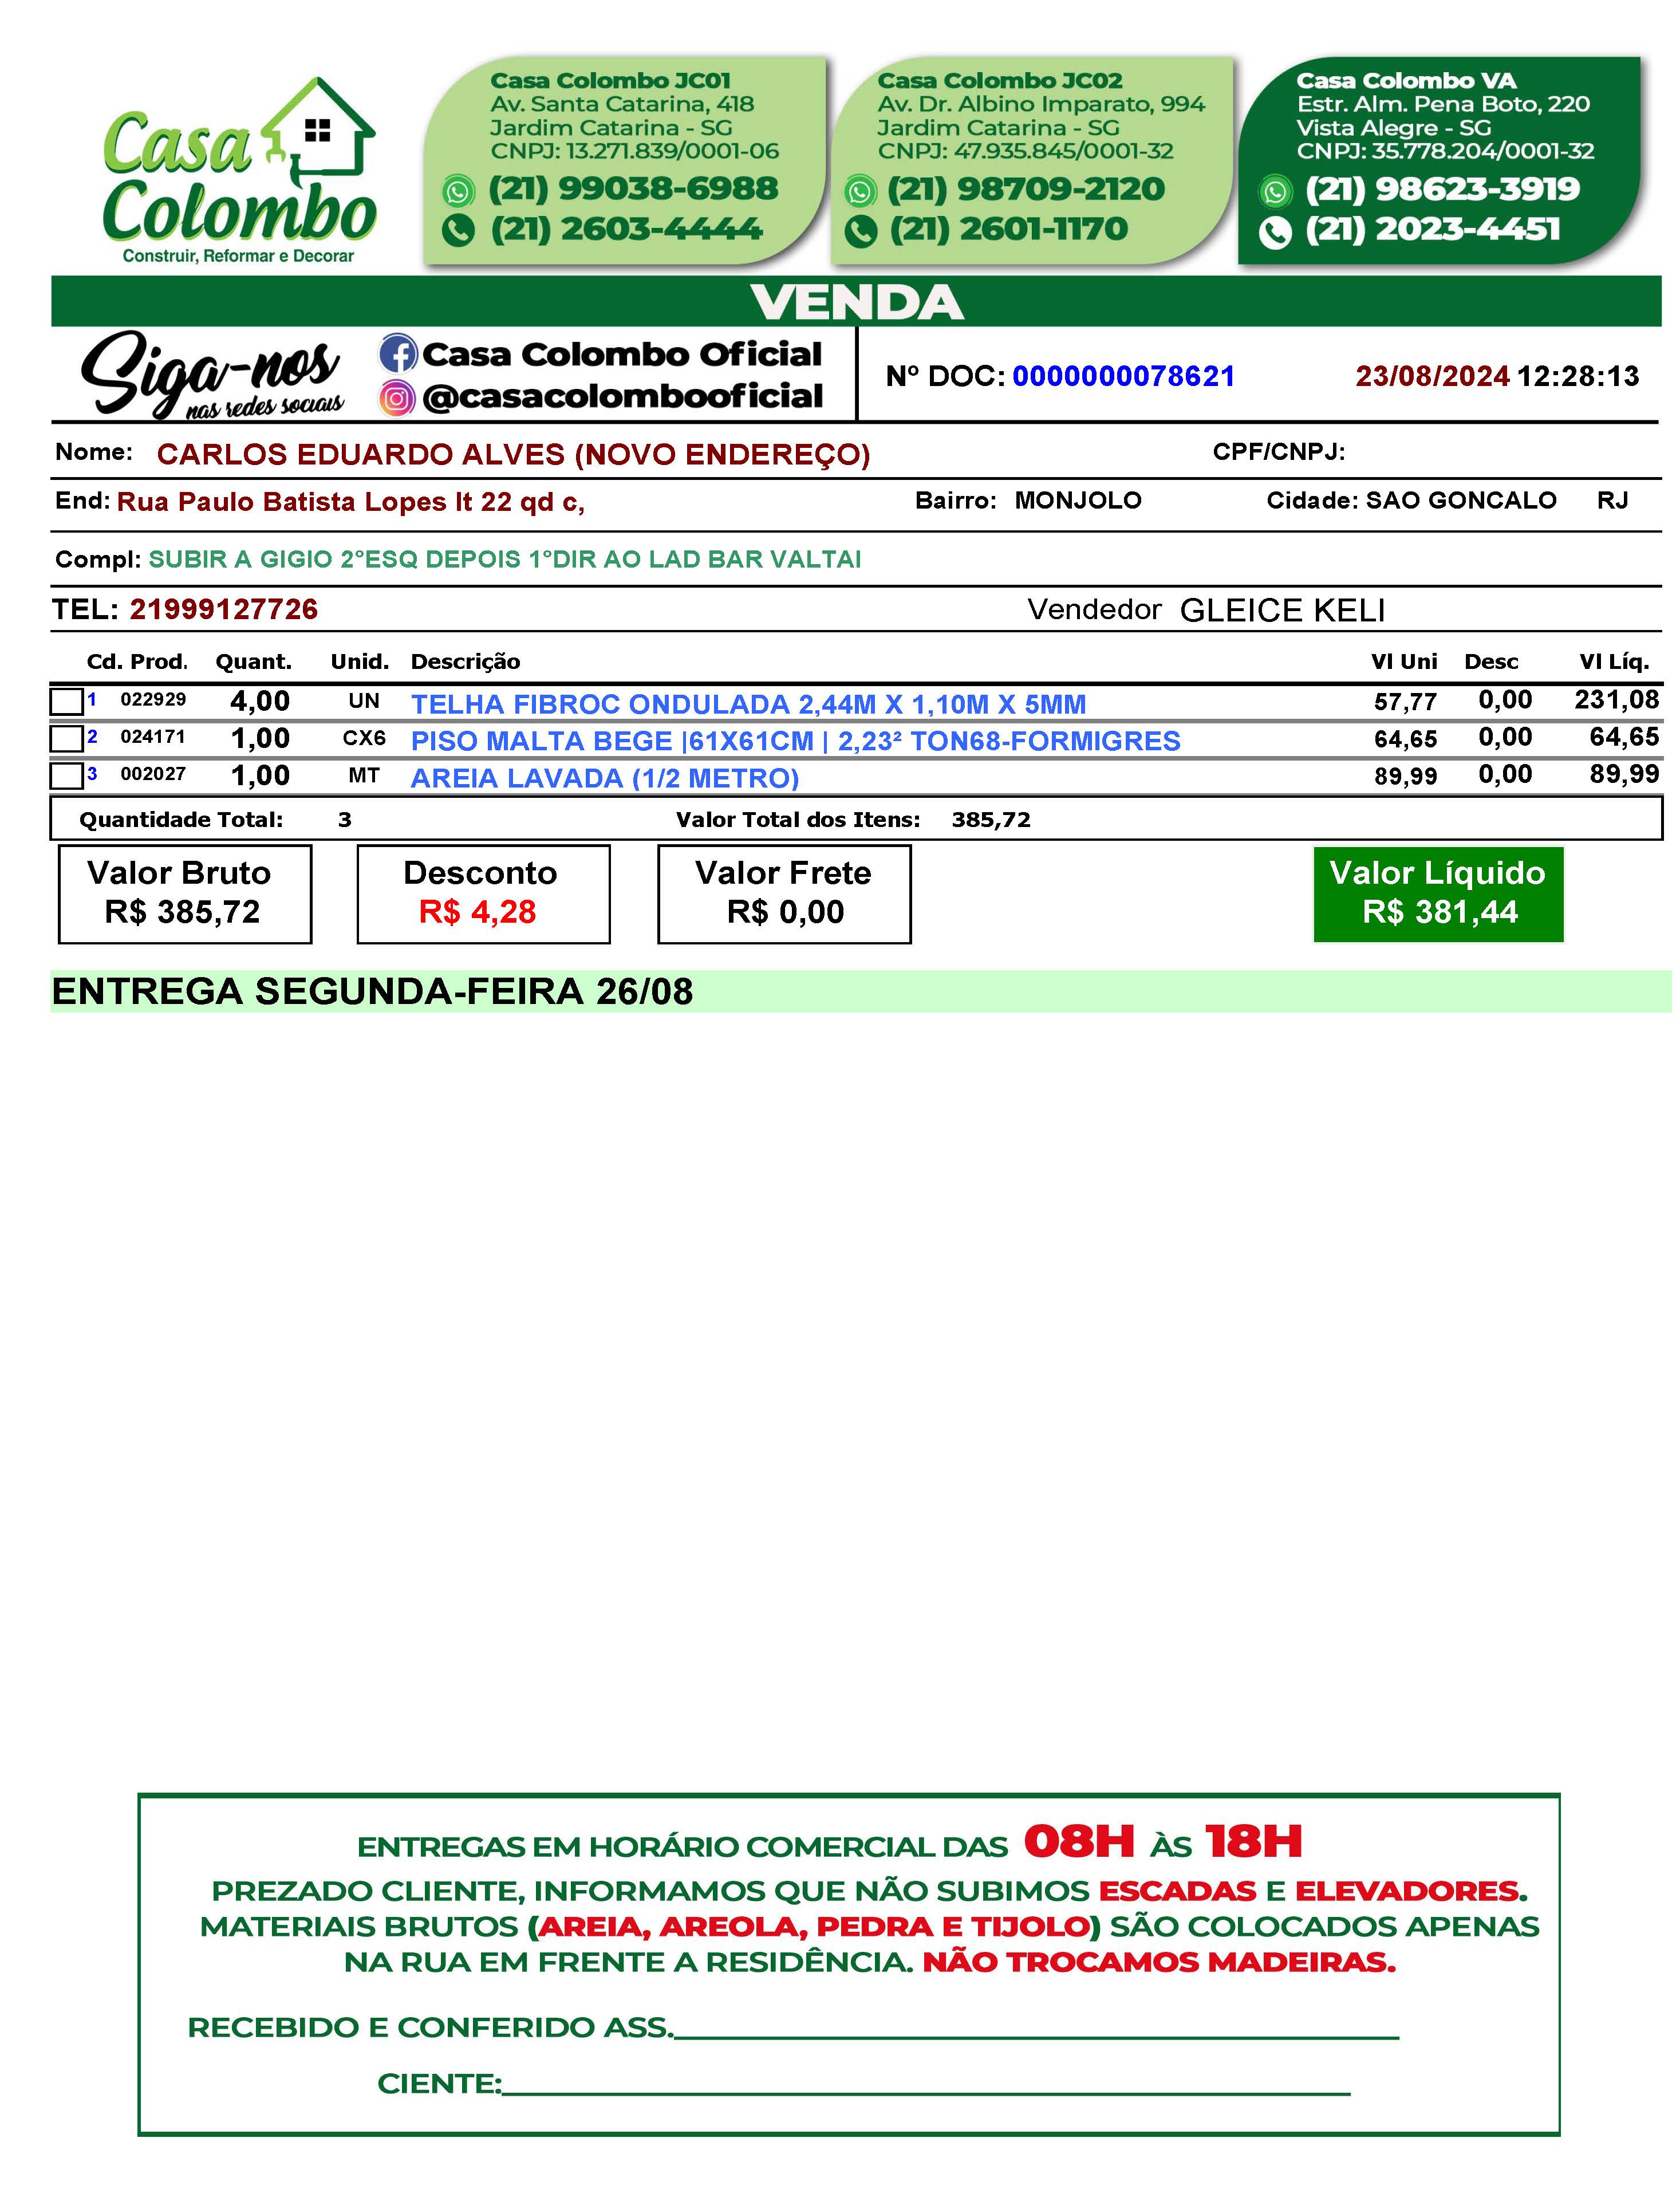 Casa
Colombo
Construir, Reformar e Decorar
Casa Colombo JC01
Av. Santa Catarina, 418
Jardim Catarina - SG
CNPJ: 13.271.839/0001-06
(21) 99038-6988
(21) 2603-4444
Casa Colombo JC02
Av. Dr. Albino Imparato, 994
Jardim Catarina - SG
CNPJ: 47.935.845/0001-32
(21) 98709-2120
(21) 2601-1170
Casa Colombo VA
Estr. Alm. Pena Boto, 220
Vista Alegre - SG
CNPJ: 35.778.204/0001-32
(21) 98623-3919
(21) 2023-4451
VENDA
Siga-nos
nas redes sociais
Casa Colombo Oficial
@casacolombooficial
Nº DOC: 0000000078621 23/08/2024 12:28:13
Nome: CARLOS EDUARDO ALVES (NOVO ENDEREÇO) CPF/CNPJ:
End: Rua Paulo Batista Lopes lt 22 qd c, Bairro: MONJOLO Cidade: SAO GONCALO RJ
Compl: SUBIR A GIGIO 2°ESQ DEPOIS 1°DIR AO LAD BAR VALTAI
TEL: 21999127726 Vendedor GLEICE KELI
Cd. Prod. Quant. Unid. Descrição Vl Uni Desc Vl Líq.
1 022929 4,00 UN TELHA FIBROC ONDULADA 2,44M X 1,10M X 5MM 57,77 0,00 231,08
2 024171 1,00 CX6 PISO MALTA BEGE |61X61CM | 2,23² TON68-FORMIGRES 64,65 0,00 64,65
3 002027 1,00 MT AREIA LAVADA (1/2 METRO) 89,99 0,00 89,99
Quantidade Total: 3 Valor Total dos Itens: 385,72
Valor Bruto
R$ 385,72
Desconto
R$ 4,28
Valor Frete
R$ 0,00
Valor Líquido
R$ 381,44
ENTREGA SEGUNDA-FEIRA 26/08
ENTREGAS EM HORÁRIO COMERCIAL DAS 08H ÀS 18H
PREZADO CLIENTE, INFORMAMOS QUE NÃO SUBIMOS ESCADAS E ELEVADORES.
MATERIAIS BRUTOS (AREIA, AREOLA, PEDRA E TIJOLO) SÃO COLOCADOS APENAS
NA RUA EM FRENTE A RESIDÊNCIA. NÃO TROCAMOS MADEIRAS.
RECEBIDO E CONFERIDO ASS.
CIENTE: